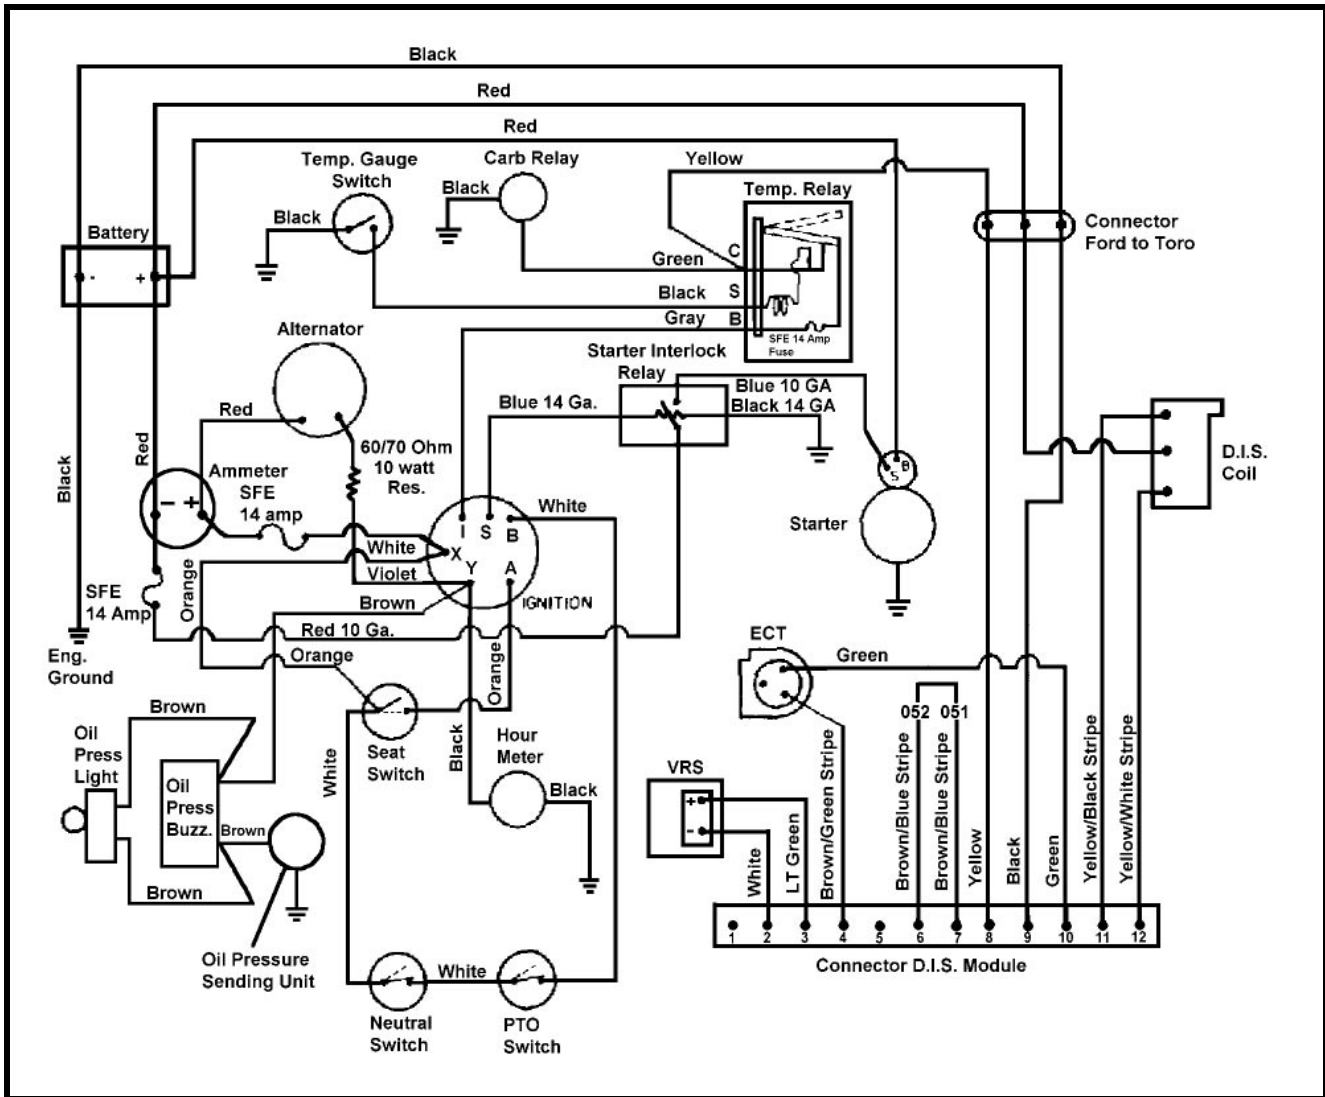 Black
Red
Red
Temp. Gauge
Switch
Carb Relay
Yellow
Black
Temp. Relay
Black
Connector
Ford to Toro
Battery
-
+
Green
C
Black
S
Gray
B
SFE 14 Amp
Fuse
Alternator
Starter Interlock
Relay
Blue 10 GA
Black 14 GA
Blue 14 Ga.
Red
60/70 Ohm
10 watt
Res.
Red
Black
Ammeter
SFE
14 amp
- +
D.I.S.
Coil
B
S
Starter
White
I S B
X
Y A
White
Violet
IGNITION
Orange
SFE
14 Amp
Brown
Red 10 Ga.
Eng.
Ground
Orange
Orange
ECT
Green
Brown
Oil
Press
Light
Oil
Press
Buzz.
Brown
Brown
Seat
Switch
White
Black
Hour
Meter
Black
052 051
VRS
+
-
White
LT Green
Brown/Green Stripe
Brown/Blue Stripe
Brown/Blue Stripe
Yellow
Black
Green
Yellow/Black Stripe
Yellow/White Stripe
1 2 3 4 5 6 7 8 9 10 11 12
Connector D.I.S. Module
Oil Pressure
Sending Unit
White
Neutral
Switch
PTO
Switch